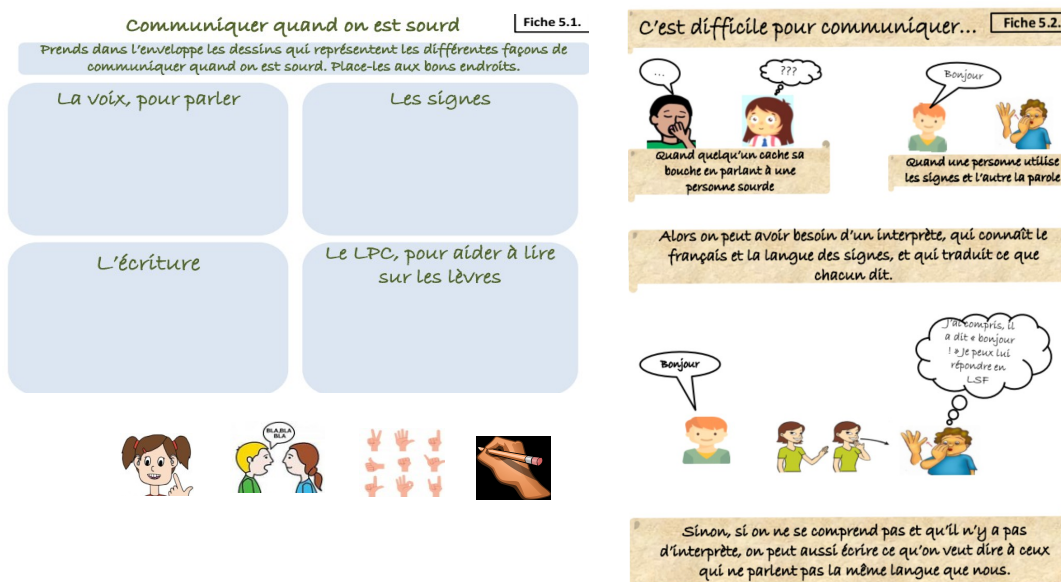 Communiquer quand on est sourd
Fiche 5.1.
Prends dans l'enveloppe les dessins qui représentent les différentes façons de
communiquer quand on est sourd. Place-les aux bons endroits.
La voix, pour parler
Les signes
L'écriture
Le LPC, pour aider à lire
sur les lèvres
BLA,BLA
BLA
C'est difficile pour communiquer...
Fiche 5.2.
...
???
Bonjour
Quand quelqu'un cache sa
bouche en parlant à une
personne sourde
Quand une personne utilise
les signes et l'autre la parole
Alors on peut avoir besoin d'un interprète, qui connaît le
français et la langue des signes, et qui traduit ce que
chacun dit.
Bonjour
J'ai compris, il
a dit « bonjour
! » Je peux lui
répondre en
LSF
Sinon, si on ne se comprend pas et qu'il n'y a pas
d'interprète, on peut aussi écrire ce qu'on veut dire à ceux
qui ne parlent pas la même langue que nous.